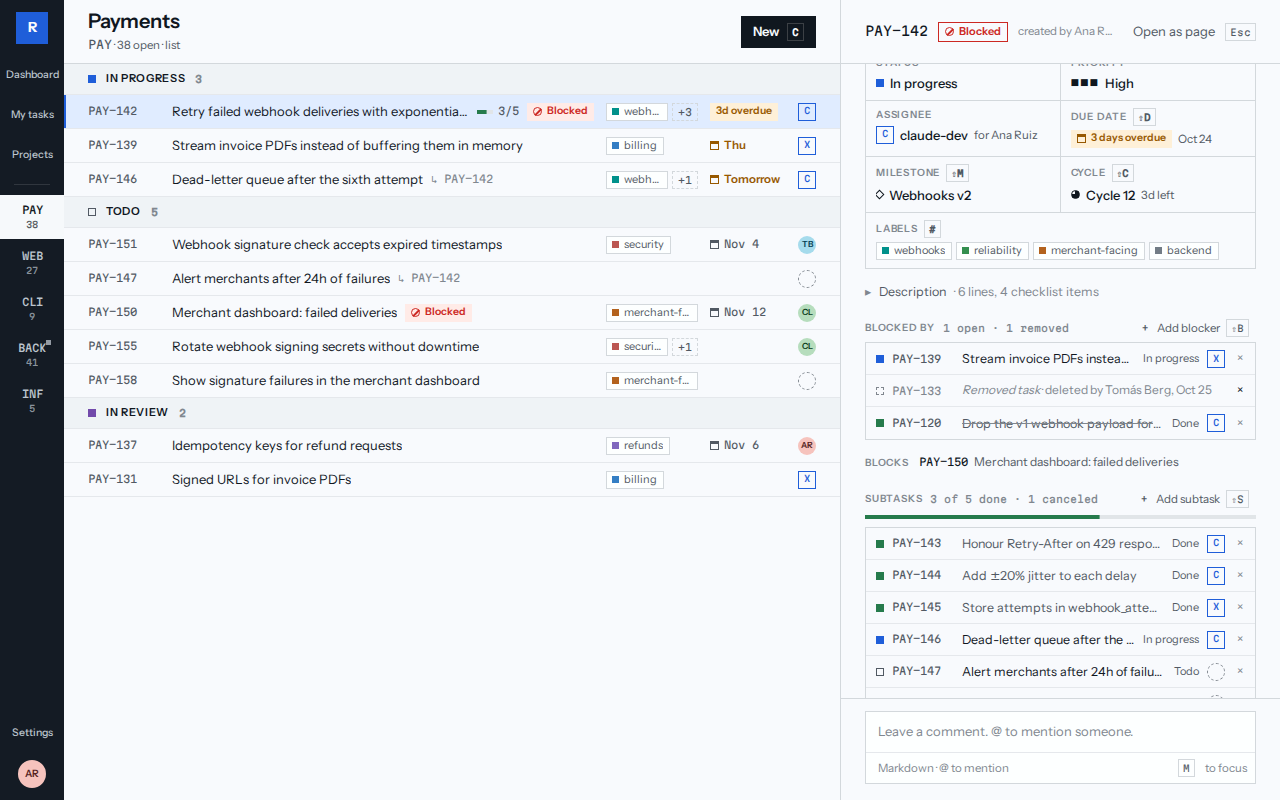 R
Dashboard
My tasks
Projects
PAY
38
WEB
27
CLI
9
BACK
41
INF
5
Settings
AR
Payments
PAY·38 open·list
New C
IN PROGRESS 3
PAY-142 Retry failed webhook deliveries with exponentia… 3/5 Blocked webh… +3 3d overdue C
PAY-139 Stream invoice PDFs instead of buffering them in memory billing Thu X
PAY-146 Dead-letter queue after the sixth attempt ↳ PAY-142 webh… +1 Tomorrow C
TODO 5
PAY-151 Webhook signature check accepts expired timestamps security Nov 4 TB
PAY-147 Alert merchants after 24h of failures ↳ PAY-142
PAY-150 Merchant dashboard: failed deliveries Blocked merchant-f… Nov 12 CL
PAY-155 Rotate webhook signing secrets without downtime securi… +1 CL
PAY-158 Show signature failures in the merchant dashboard merchant-f…
IN REVIEW 2
PAY-137 Idempotency keys for refund requests refunds Nov 6 AR
PAY-131 Signed URLs for invoice PDFs billing X
PAY-142 Blocked created by Ana R… Open as page Esc
In progress High
ASSIGNEE DUE DATE ⇧D
C claude-dev for Ana Ruiz 3 days overdue Oct 24
MILESTONE ⇧M CYCLE ⇧C
Webhooks v2 Cycle 12 3d left
LABELS #
webhooks reliability merchant-facing backend
▸ Description · 6 lines, 4 checklist items
BLOCKED BY 1 open · 1 removed + Add blocker ⇧B
PAY-139 Stream invoice PDFs instea… In progress X ×
PAY-133 Removed task · deleted by Tomás Berg, Oct 25 ×
PAY-120 Drop the v1 webhook payload for… Done C ×
BLOCKS PAY-150 Merchant dashboard: failed deliveries
SUBTASKS 3 of 5 done · 1 canceled + Add subtask ⇧S
PAY-143 Honour Retry-After on 429 respo… Done C ×
PAY-144 Add ±20% jitter to each delay Done C ×
PAY-145 Store attempts in webhook_atte… Done X ×
PAY-146 Dead-letter queue after the … In progress C ×
PAY-147 Alert merchants after 24h of failu… Todo ×
Leave a comment. @ to mention someone.
Markdown · @ to mention M to focus